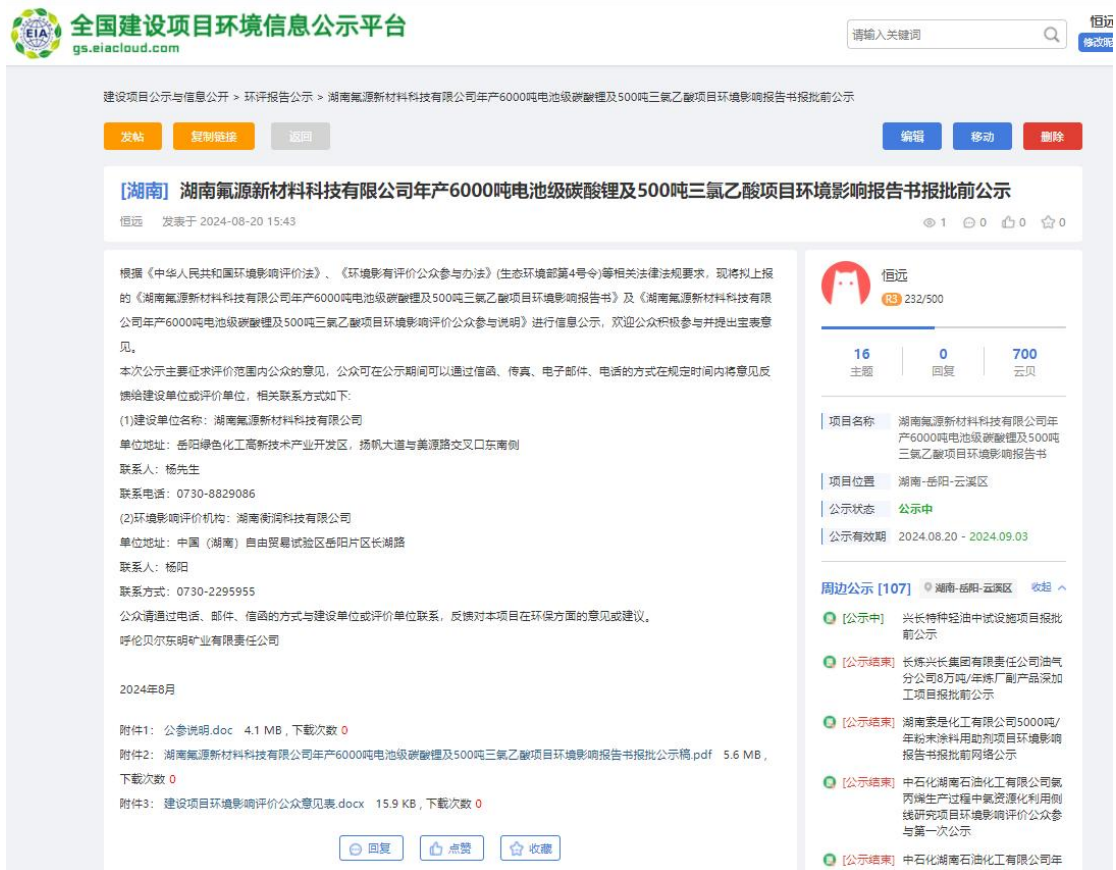 EIA
全国建设项目环境信息公示平台
gs.eiacloud.com
请输入关键词
恒远
修改昵
建设项目公示与信息公开 > 环评报告公示 > 湖南氟源新材料科技有限公司年产6000吨电池级碳酸锂及500吨三氯乙酸项目环境影响报告书报批前公示
发帖
复制链接
返回
编辑
移动
删除
[湖南] 湖南氟源新材料科技有限公司年产6000吨电池级碳酸锂及500吨三氯乙酸项目环境影响报告书报批前公示
恒远 发表于 2024-08-20 15:43
1 0 0 0
根据《中华人民共和国环境影响评价法》、《环境影有评价公众参与办法》(生态环境部第4号令)等相关法律法规要求，现将拟上报
的《湖南氟源新材料科技有限公司年产6000吨电池级碳酸锂及500吨三氯乙酸项目环境影响报告书》及《湖南氟源新材料科技有限
公司年产6000吨电池级碳酸锂及500吨三氯乙酸项目环境影响评价公众参与说明》进行信息公示，欢迎公众积极参与并提出宝表意
见。
本次公示主要征求评价范围内公众的意见，公众可在公示期间可以通过信函、传真、电子邮件、电话的方式在规定时间内将意见反
馈给建设单位或评价单位，相关联系方式如下:
(1)建设单位名称：湖南氟源新材料科技有限公司
单位地址：岳阳绿色化工高新技术产业开发区，扬帆大道与美源路交叉口东南侧
联系人：杨先生
联系电话：0730-8829086
(2)环境影响评价机构：湖南衡润科技有限公司
单位地址：中国（湖南）自由贸易试验区岳阳片区长湖路
联系人：杨阳
联系方式：0730-2295955
公众请通过电话、邮件、信函的方式与建设单位或评价单位联系，反馈对本项目在环保方面的意见或建议。
呼伦贝尔东明矿业有限责任公司
2024年8月
附件1： 公参说明.doc 4.1 MB , 下载次数 0
附件2： 湖南氟源新材料科技有限公司年产6000吨电池级碳酸锂及500吨三氯乙酸项目环境影响报告书报批公示稿.pdf 5.6 MB ,
下载次数 0
附件3： 建设项目环境影响评价公众意见表.docx 15.9 KB , 下载次数 0
回复
点赞
收藏
恒远
R3 232/500
16 0 700
主题 回复 云贝
项目名称 湖南氟源新材料科技有限公司年
产6000吨电池级碳酸锂及500吨
三氯乙酸项目环境影响报告书
项目位置 湖南-岳阳-云溪区
公示状态 公示中
公示有效期 2024.08.20 - 2024.09.03
周边公示 [107] 湖南-岳阳-云溪区 收起
[公示中] 兴长特种轻油中试设施项目报批
前公示
[公示结束] 长炼兴长集团有限责任公司油气
分公司8万吨/年炼厂副产品深加
工项目报批前公示
[公示结束] 湖南索是化工有限公司5000吨/
年粉末涂料用助剂项目环境影响
报告书报批前网络公示
[公示结束] 中石化湖南石油化工有限公司氯
丙烯生产过程中氯资源化利用侧
线研究项目环境影响评价公众参
与第一次公示
[公示结束] 中石化湖南石油化工有限公司年